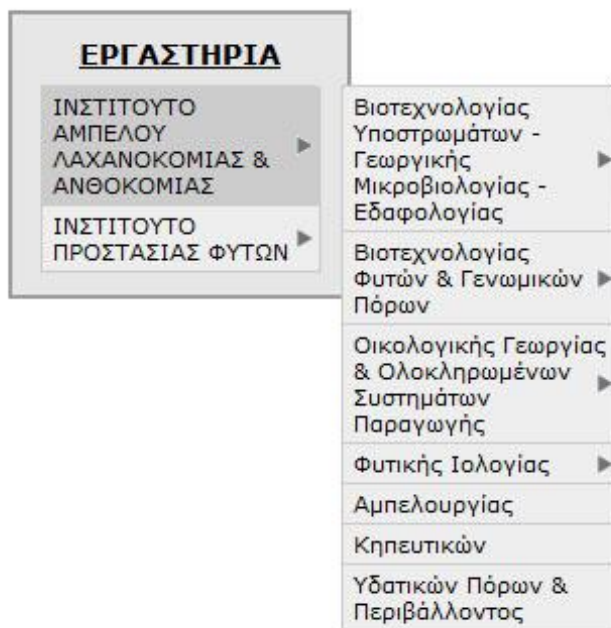 ΕΡΓΑΣΤΗΡΙΑ
ΙΝΣΤΙΤΟΥΤΟ
ΑΜΠΕΛΟΥ
ΛΑΧΑΝΟΚΟΜΙΑΣ &
ΑΝΘΟΚΟΜΙΑΣ
ΙΝΣΤΙΤΟΥΤΟ
ΠΡΟΣΤΑΣΙΑΣ ΦΥΤΩΝ
Βιοτεχνολογίας
Υποστρωμάτων -
Γεωργικής
Μικροβιολογίας -
Εδαφολογίας
Βιοτεχνολογίας
Φυτών & Γενωμικών
Πόρων
Οικολογικής Γεωργίας
& Ολοκληρωμένων
Συστημάτων
Παραγωγής
Φυτικής Ιολογίας
Αμπελουργίας
Κηπευτικών
Υδατικών Πόρων &
Περιβάλλοντος